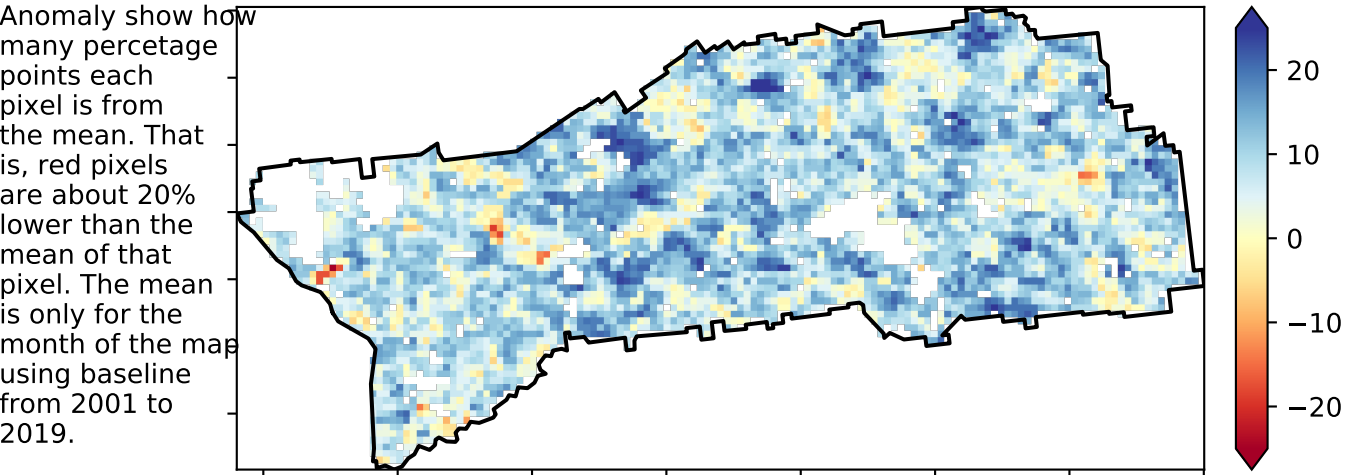 Anomaly show how
many percetage
points each
pixel is from
the mean. That
is, red pixels
are about 20%
lower than the
mean of that
pixel. The mean
is only for the
month of the map
using baseline
from 2001 to
2019.
20
10
0
−10
−20